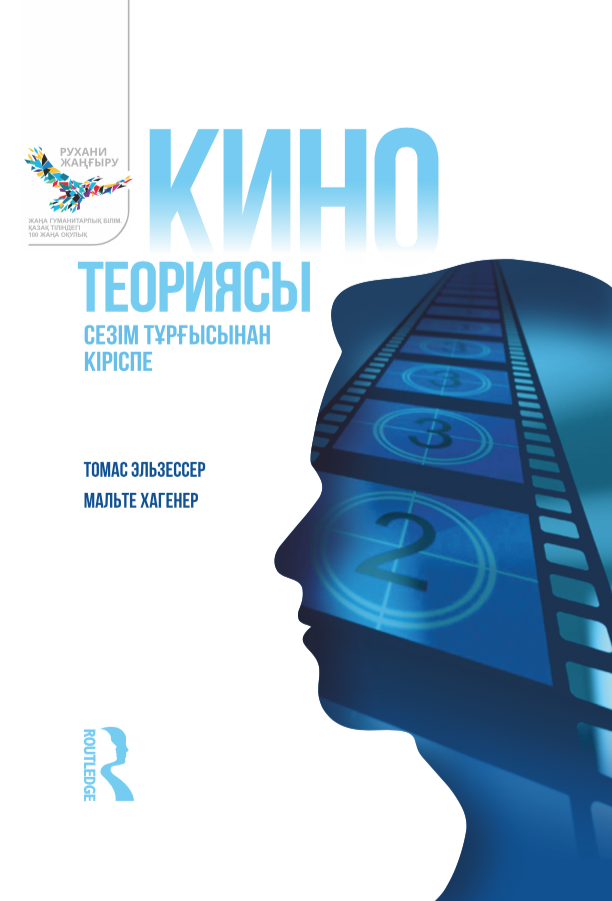 РУХАНИ
ЖАҢҒЫРУ
ЖАҢА ГУМАНИТАРЛЫҚ БІЛІМ.
ҚАЗАҚ ТІЛІНДЕГІ
100 ЖАҢА ОҚУЛЫҚ
КИНО
ТЕОРИЯСЫ
СЕЗІМ ТҰРҒЫСЫНАН
КІРІСПЕ
ТОМАС ЭЛЬЗЕССЕР
МАЛЬТЕ ХАГЕНЕР
3
3
2
ROUTLEDGE